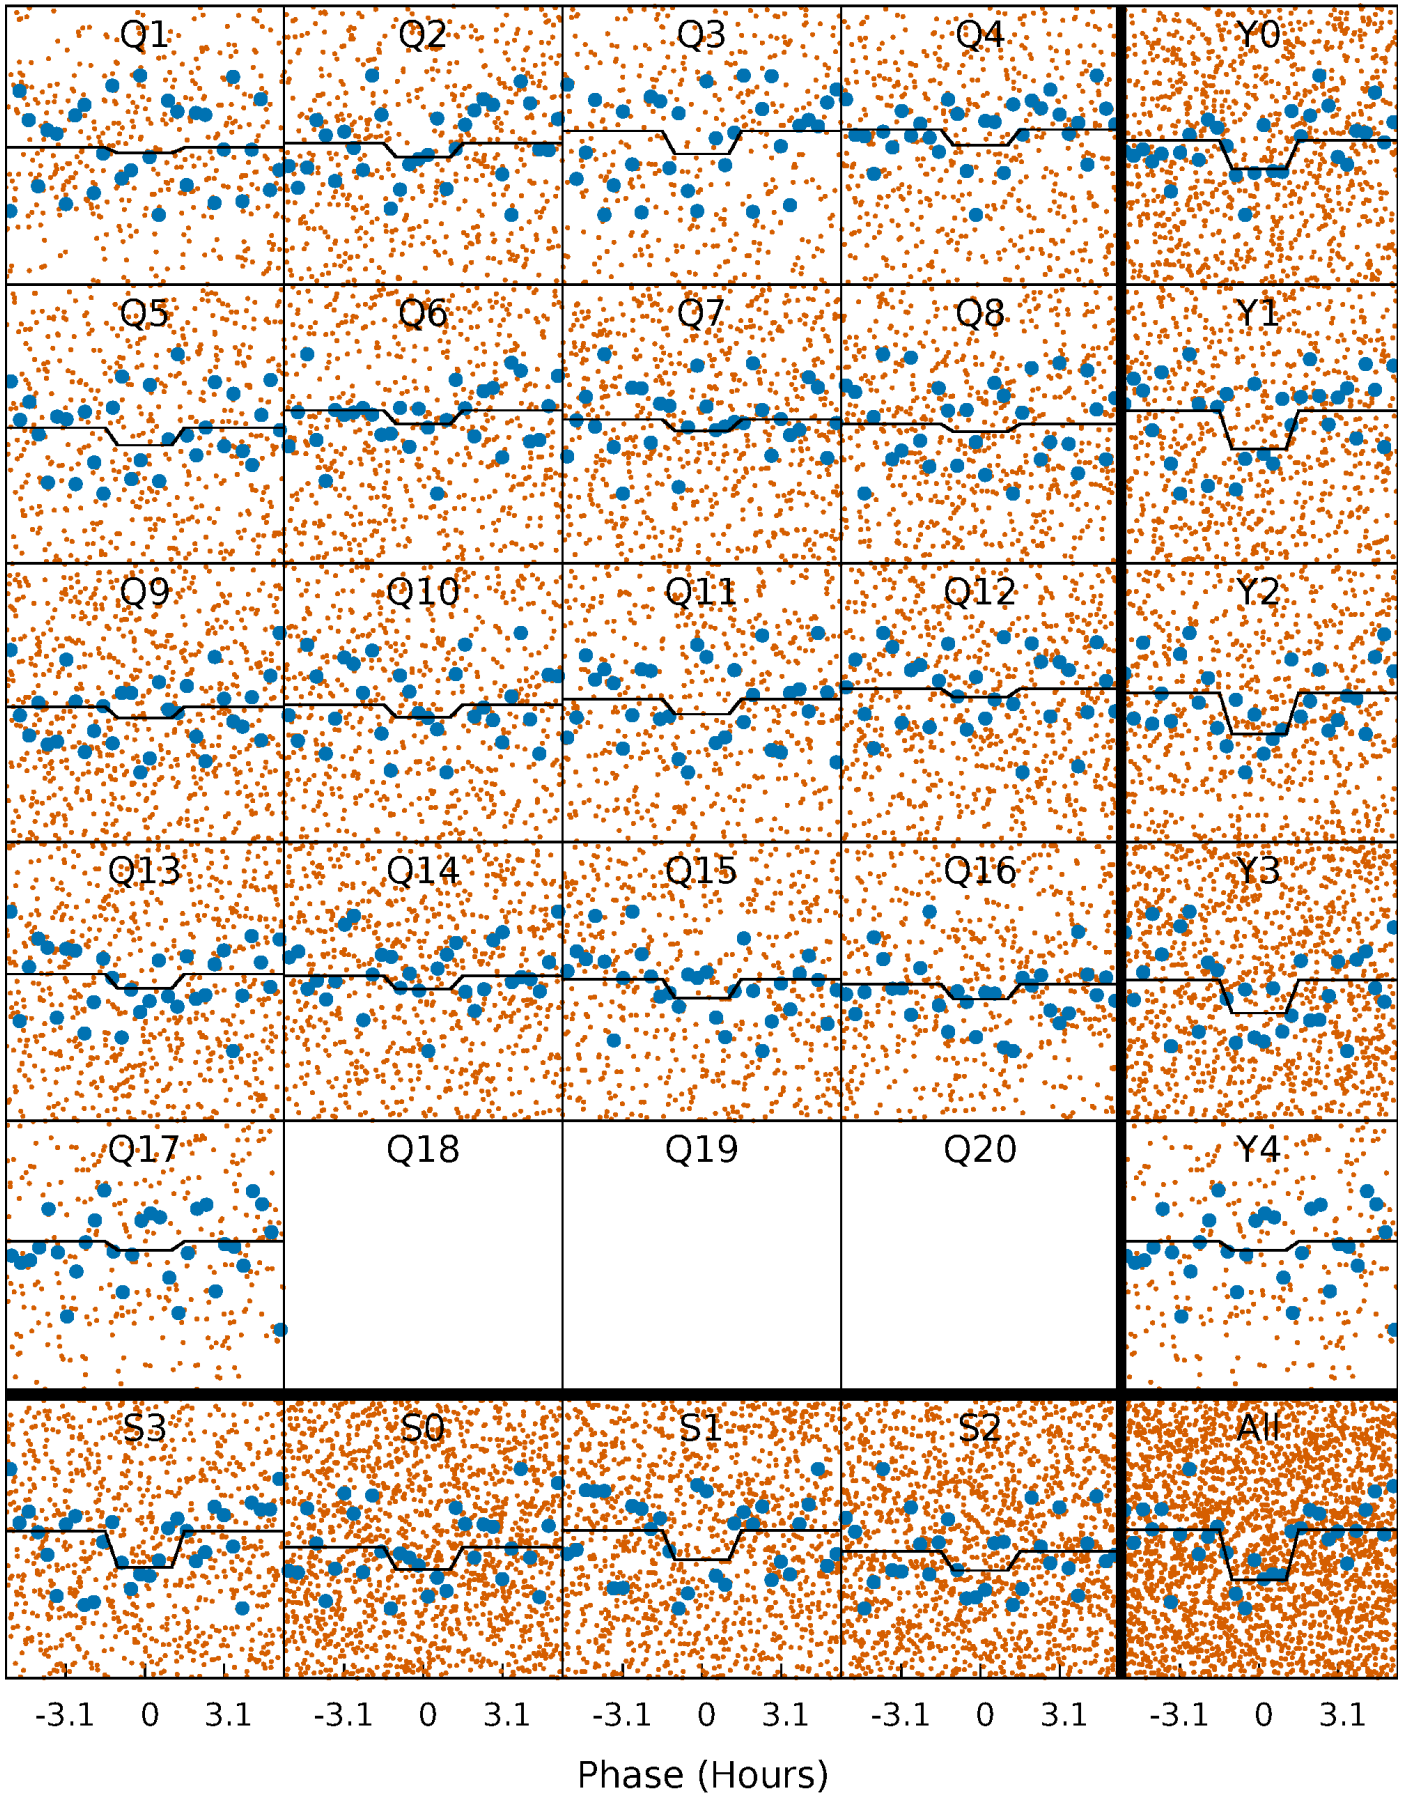 Q1 Q2 Q3 Q4 Y0
Q5 Q6 Q7 Q8 Y1
Q9 Q10 Q11 Q12 Y2
Q13 Q14 Q15 Q16 Y3
Q17 Q18 Q19 Q20 Y4
S3 S0 S1 S2 All
-3.1 0 3.1 -3.1 0 3.1 -3.1 0 3.1 -3.1 0 3.1 -3.1 0 3.1
Phase (Hours)